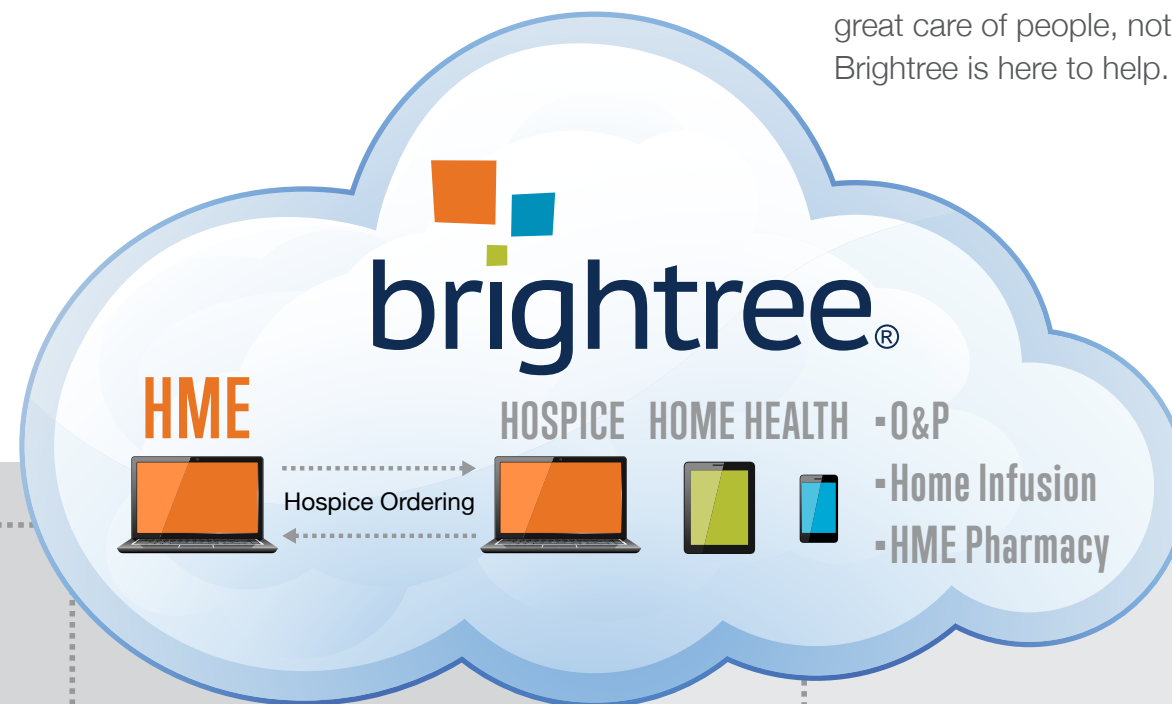 great care of people, not
Brightree is here to help.
brightree®
HME
HOSPICE HOME HEALTH
Hospice Ordering
▪O&P
▪Home Infusion
▪HME Pharmacy